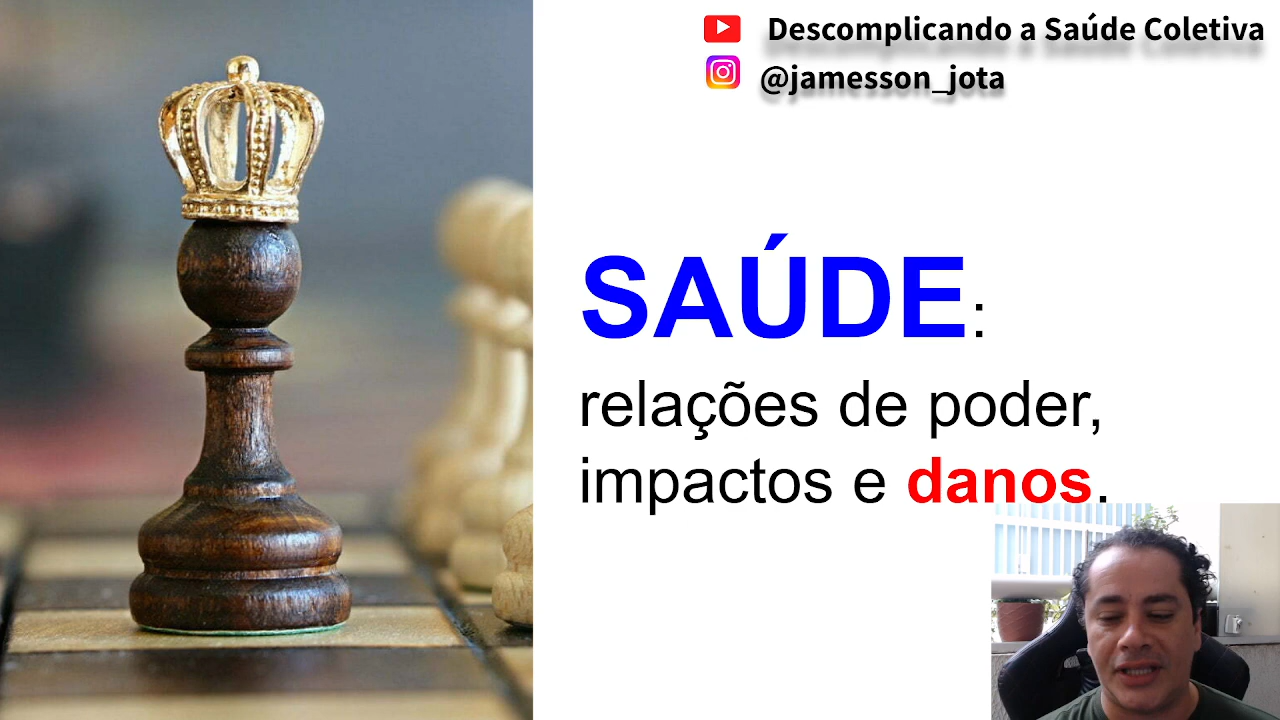 Descomplicando a Saúde Coletiva
@jamesson_jota
SAÚDE:
relações de poder,
impactos e danos.